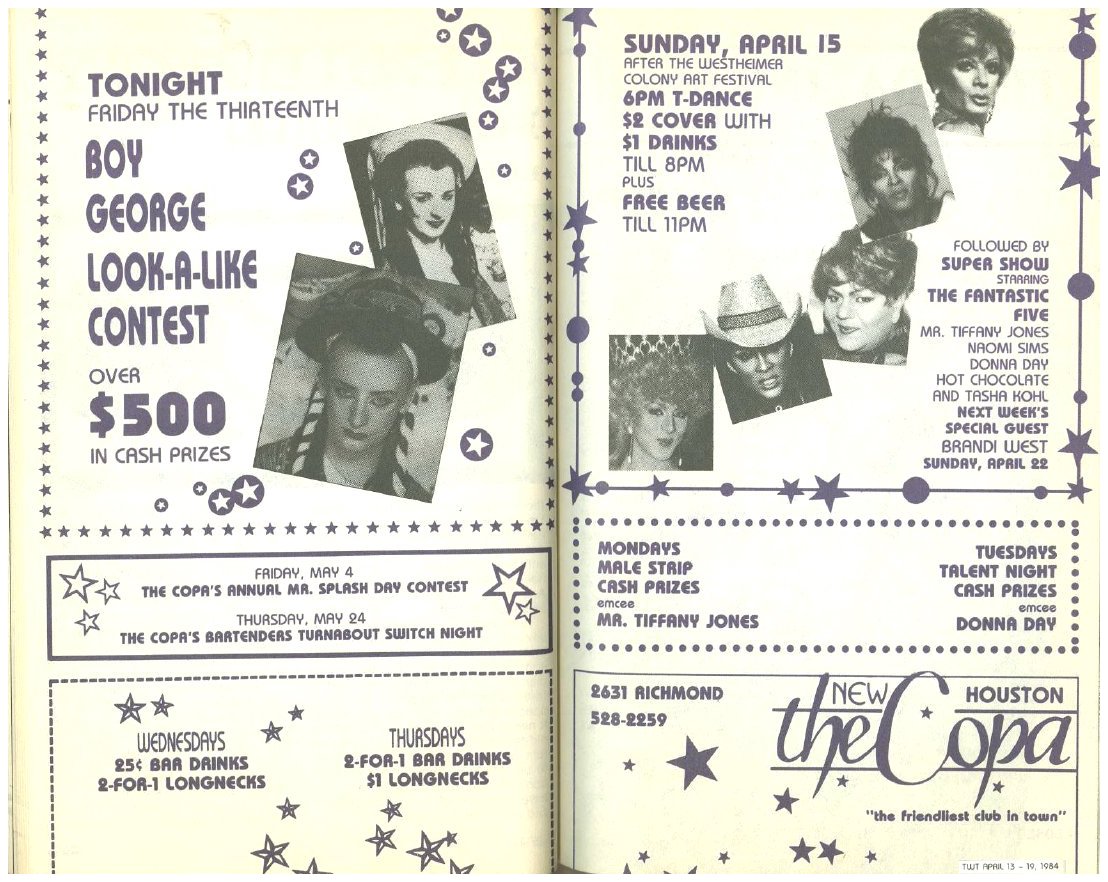 TONIGHT
FRIDAY THE THIRTEENTH
BOY
GEORGE
LOOK-A-LIKE
CONTEST
OVER
$500
IN CASH PRIZES
FRIDAY, MAY 4
THE COPA'S ANNUAL MR. SPLASH DAY CONTEST
THURSDAY, MAY 24
THE COPA'S BARTENDERS TURNABOUT SWITCH NIGHT
WEDNESDAYS
25¢ BAR DRINKS
2-FOR-1 LONGNECKS
THURSDAYS
2-FOR-1 BAR DRINKS
$1 LONGNECKS
SUNDAY, APRIL 15
AFTER THE WESTHEIMER
COLONY ART FESTIVAL
6PM T-DANCE
$2 COVER WITH
$1 DRINKS
TILL 8PM
PLUS
FREE BEER
TILL 11PM
FOLLOWED BY
SUPER SHOW
STARRING
THE FANTASTIC
FIVE
MR. TIFFANY JONES
NAOMI SIMS
DONNA DAY
HOT CHOCOLATE
AND TASHA KOHL
NEXT WEEK'S
SPECIAL GUEST
BRANDI WEST
SUNDAY, APRIL 22
MONDAYS
MALE STRIP
CASH PRIZES
emcee
MR. TIFFANY JONES
TUESDAYS
TALENT NIGHT
CASH PRIZES
emcee
DONNA DAY
2631 RICHMOND
528-2259
NEW HOUSTON
the Copa
"the friendliest club in town"
TWT APRIL 13 - 19, 1984